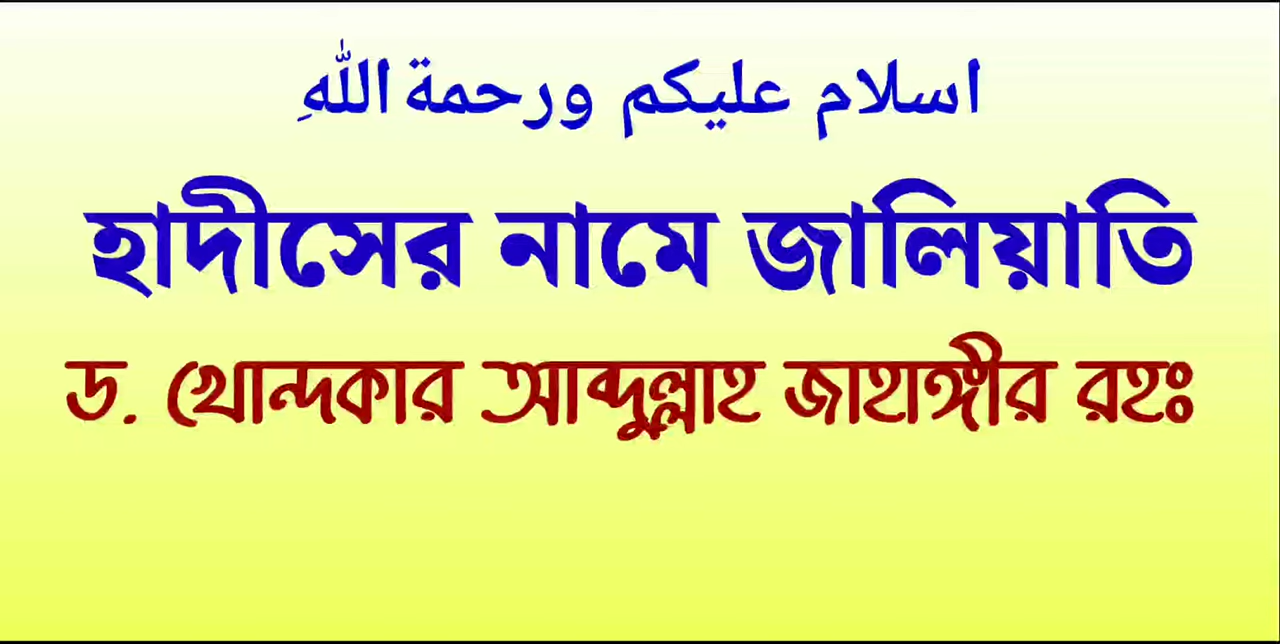 اسلام عليكم ورحمة اللهِ
হাদীসের নামে জালিয়াতি
ড. খোন্দকার আব্দুল্লাহ জাহাঙ্গীর রহঃ